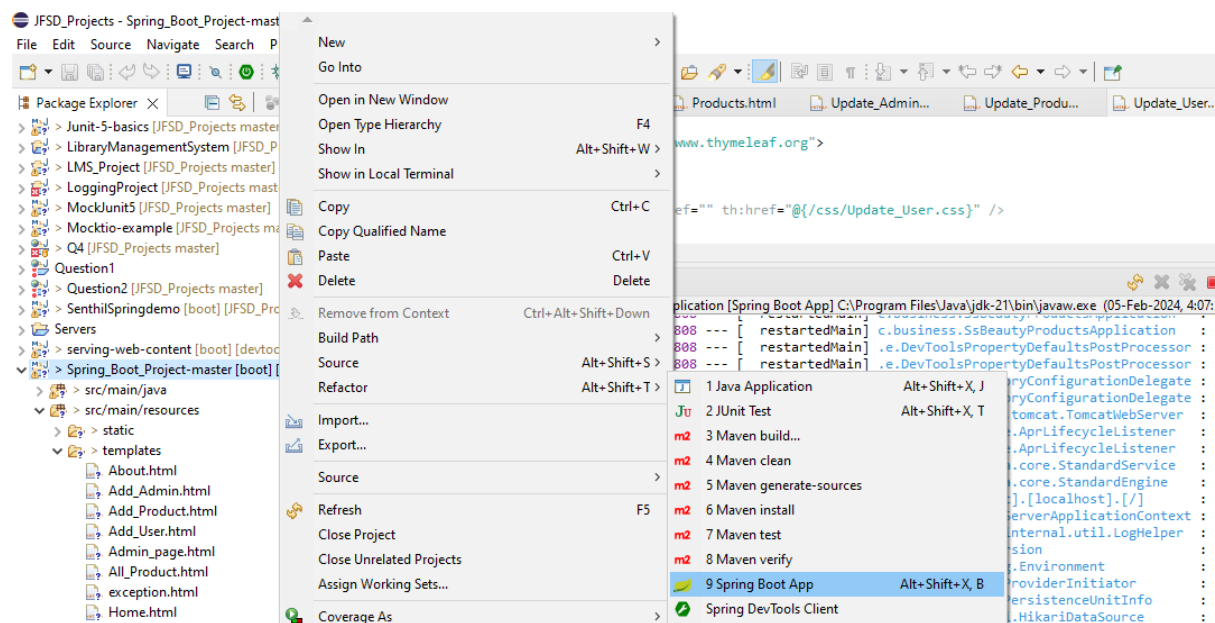 JFSD_Projects - Spring_Boot_Project-mast
File Edit Source Navigate Search P
Package Explorer
> Junit-5-basics [JFSD_Projects master
> LibraryManagementSystem [JFSD_P
> LMS_Project [JFSD_Projects master]
> LoggingProject [JFSD_Projects mast
> MockJunit5 [JFSD_Projects master]
> Mocktio-example [JFSD_Projects ma
> Q4 [JFSD_Projects master]
Question1
> Question2 [JFSD_Projects master]
> SenthilSpringdemo [boot] [JFSD_Pro
Servers
> serving-web-content [boot] [devtoo
> Spring_Boot_Project-master [boot] [
> src/main/java
> src/main/resources
> static
> templates
About.html
Add_Admin.html
Add_Product.html
Add_User.html
Admin_page.html
All_Product.html
exception.html
Home.html
New
Go Into
Open in New Window
Open Type Hierarchy F4
Show In Alt+Shift+W >
Show in Local Terminal
Copy Ctrl+C
Copy Qualified Name
Paste Ctrl+V
Delete Delete
Remove from Context Ctrl+Alt+Shift+Down
Build Path
Source Alt+Shift+S >
Refactor Alt+Shift+T >
Import...
Export...
Source
Refresh F5
Close Project
Close Unrelated Projects
Assign Working Sets...
Coverage As
1 Java Application Alt+Shift+X, J
2 JUnit Test Alt+Shift+X, T
3 Maven build...
4 Maven clean
5 Maven generate-sources
6 Maven install
7 Maven test
8 Maven verify
9 Spring Boot App Alt+Shift+X, B
Spring DevTools Client
Products.html Update_Admin... Update_Produ... Update_User..
www.thymeleaf.org">
ef="" th:href="@{/css/Update_User.css}" />
plication [Spring Boot App] C:\Program Files\Java\jdk-21\bin\javaw.exe (05-Feb-2024, 4:07:
808 --- [ restartedMain] c.business.SsBeautyProductsApplication :
808 --- [ restartedMain] c.business.SsBeautyProductsApplication :
808 --- [ restartedMain] .e.DevToolsPropertyDefaultsPostProcessor :
808 --- [ restartedMain] .e.DevToolsPropertyDefaultsPostProcessor :
oryConfigurationDelegate :
oryConfigurationDelegate :
tomcat.TomcatWebServer :
e.AprLifecycleListener :
e.AprLifecycleListener :
.core.StandardService :
.core.StandardEngine :
].[localhost].[/] :
ServerApplicationContext :
nternal.util.LogHelper :
rsion :
g.Environment :
ProviderInitiator :
PersistenceUnitInfo :
.HikariDataSource :